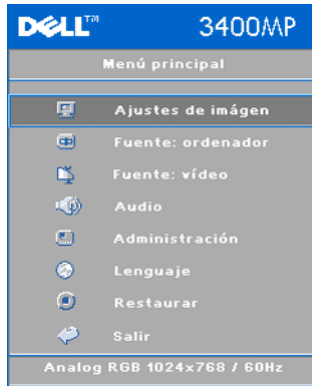 DELL™ 3400MP
Menú principal
Ajustes de imágen
Fuente: ordenador
Fuente: vídeo
Audio
Administración
Lenguaje
Restaurar
Salir
Analog RGB 1024x768 / 60Hz